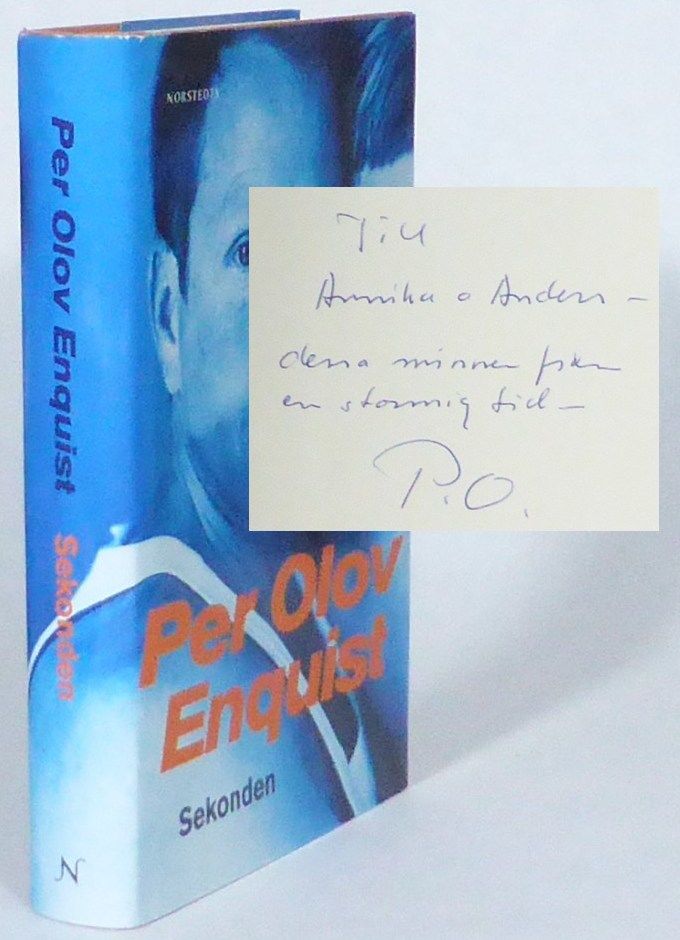 Per Olov Enquist
Sekonden
N
NORSTEDTS
Per Olov
Enquist
Sekonden
Till
Annika o Anders –
dessa minnen från
en stormig tid –
P.O.